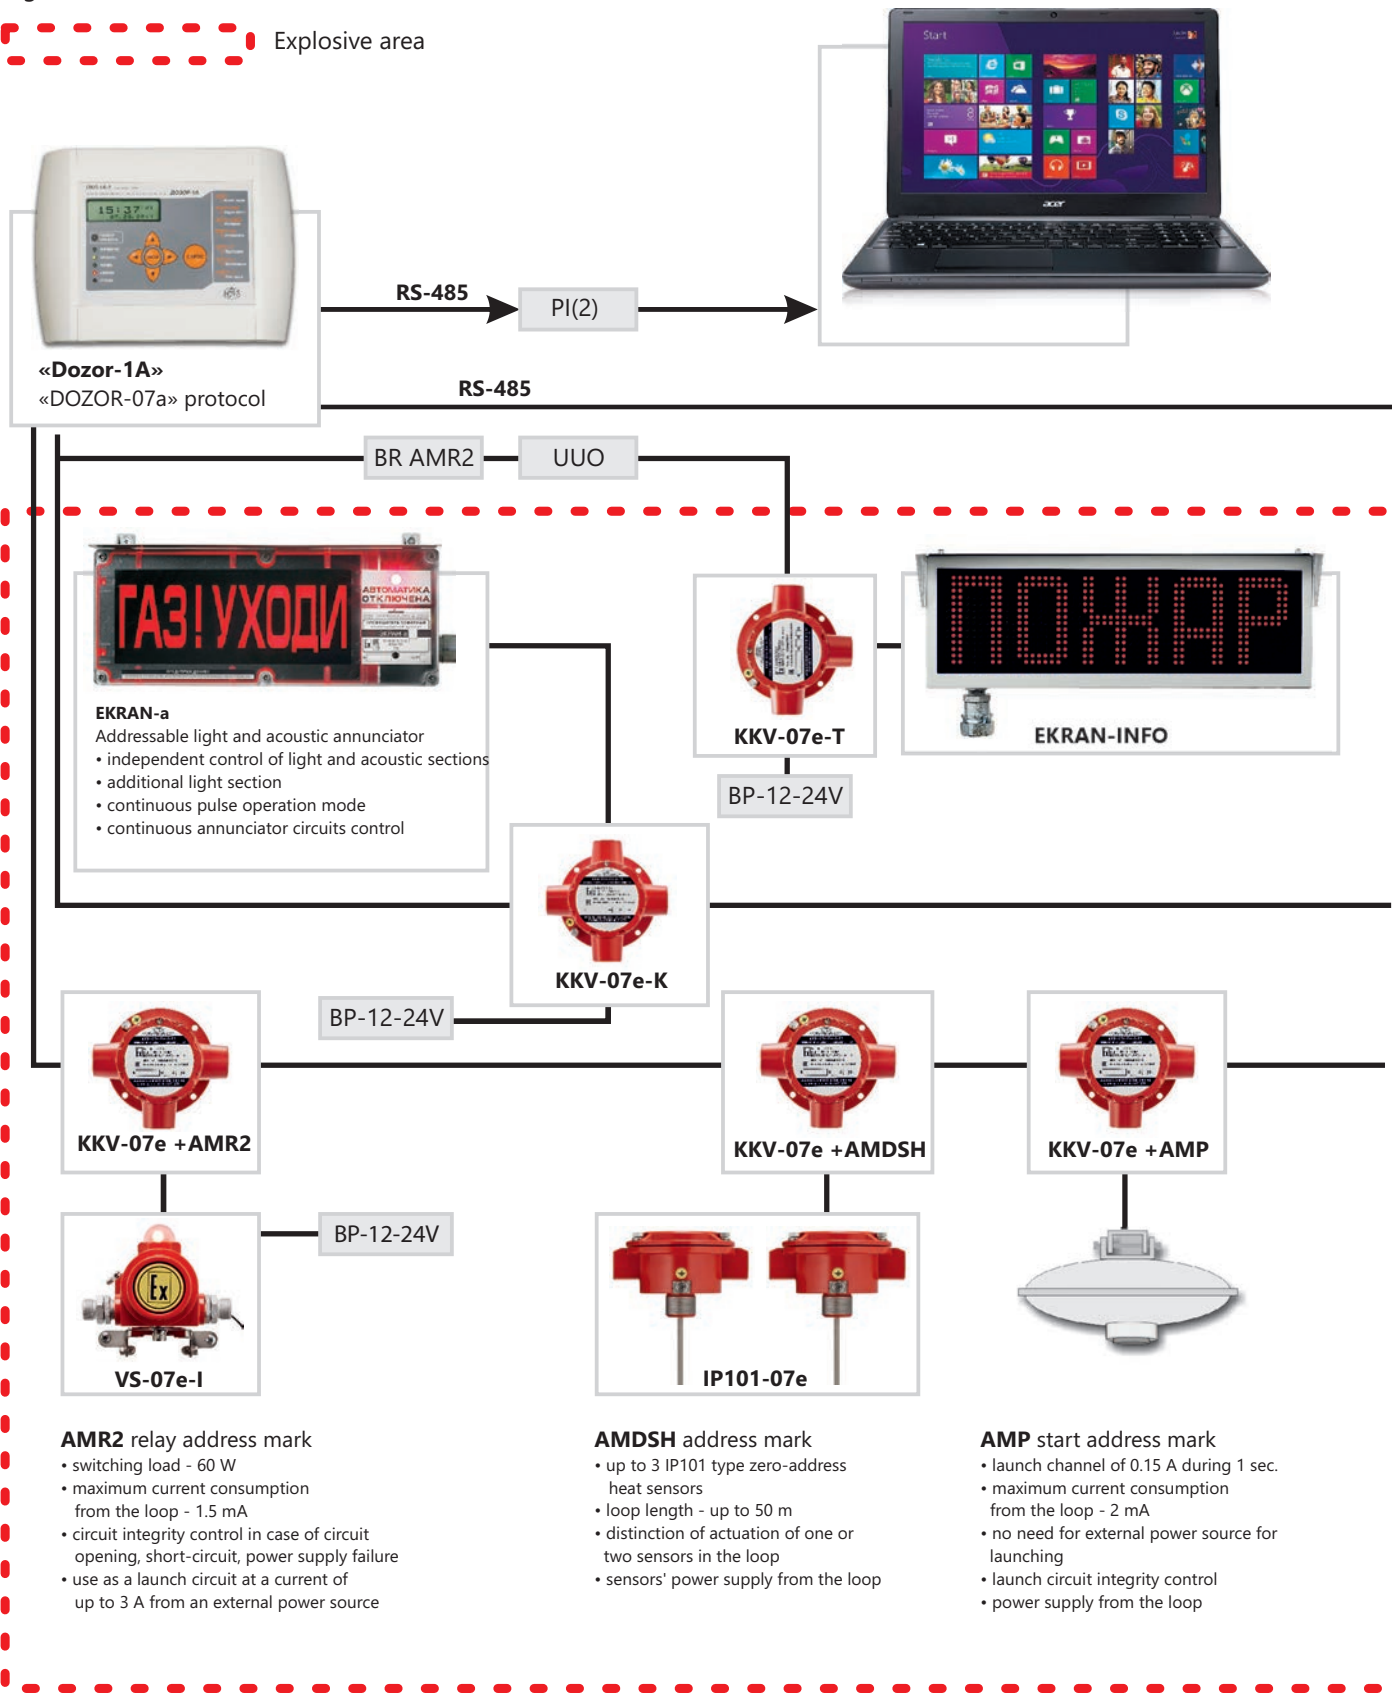 Explosive area
Start
acer
ДОЗОР-1А
15:37
«Dozor-1A»
«DOZOR-07a» protocol
RS-485
PI(2)
RS-485
BR AMR2
UUO
ГАЗ! УХОДИ
АВТОМАТИКА
ОТКЛЮЧЕНА
ПОЖАР
EKRAN-a
Addressable light and acoustic annunciator
• independent control of light and acoustic sections
• additional light section
• continuous pulse operation mode
• continuous annunciator circuits control
KKV-07e-T
EKRAN-INFO
BP-12-24V
KKV-07e-K
BP-12-24V
KKV-07e +AMR2
KKV-07e +AMDSH
KKV-07e +AMP
BP-12-24V
Ex
VS-07e-I
IP101-07e
AMR2 relay address mark
• switching load - 60 W
• maximum current consumption
from the loop - 1.5 mA
• circuit integrity control in case of circuit
opening, short-circuit, power supply failure
• use as a launch circuit at a current of
up to 3 A from an external power source
AMDSH address mark
• up to 3 IP101 type zero-address
heat sensors
• loop length - up to 50 m
• distinction of actuation of one or
two sensors in the loop
• sensors' power supply from the loop
AMP start address mark
• launch channel of 0.15 A during 1 sec.
• maximum current consumption
from the loop - 2 mA
• no need for external power source for
launching
• launch circuit integrity control
• power supply from the loop